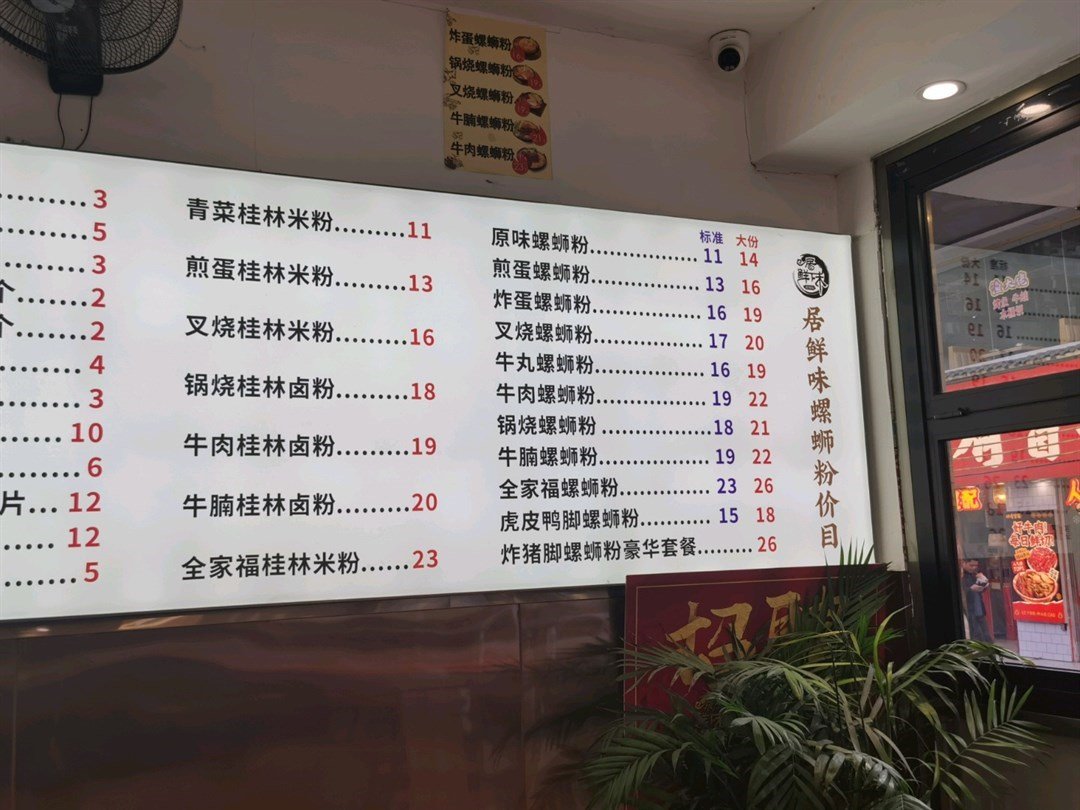 炸蛋螺蛳粉
锅烧螺蛳粉
叉烧螺蛳粉
牛腩螺蛳粉
牛肉螺蛳粉
..........3
..........5
..........3
个.......2
个.......2
..........4
..........3
..........10
..........6
片...12
..........12
..........5
青菜桂林米粉..........11
煎蛋桂林米粉..........13
叉烧桂林米粉..........16
锅烧桂林卤粉..........18
牛肉桂林卤粉..........19
牛腩桂林卤粉..........20
全家福桂林米粉......23
标准 大份
原味螺蛳粉.................. 11 14
煎蛋螺蛳粉.................. 13 16
炸蛋螺蛳粉.................. 16 19
叉烧螺蛳粉.................. 17 20
牛丸螺蛳粉.................. 16 19
牛肉螺蛳粉.................. 19 22
锅烧螺蛳粉 ..................18 21
牛腩螺蛳粉.................. 19 22
全家福螺蛳粉............... 23 26
虎皮鸭脚螺蛳粉............ 15 18
炸猪脚螺蛳粉豪华套餐......... 26
居鲜味
居鲜味螺蛳粉价目
招
好牛肉!
每日鲜切